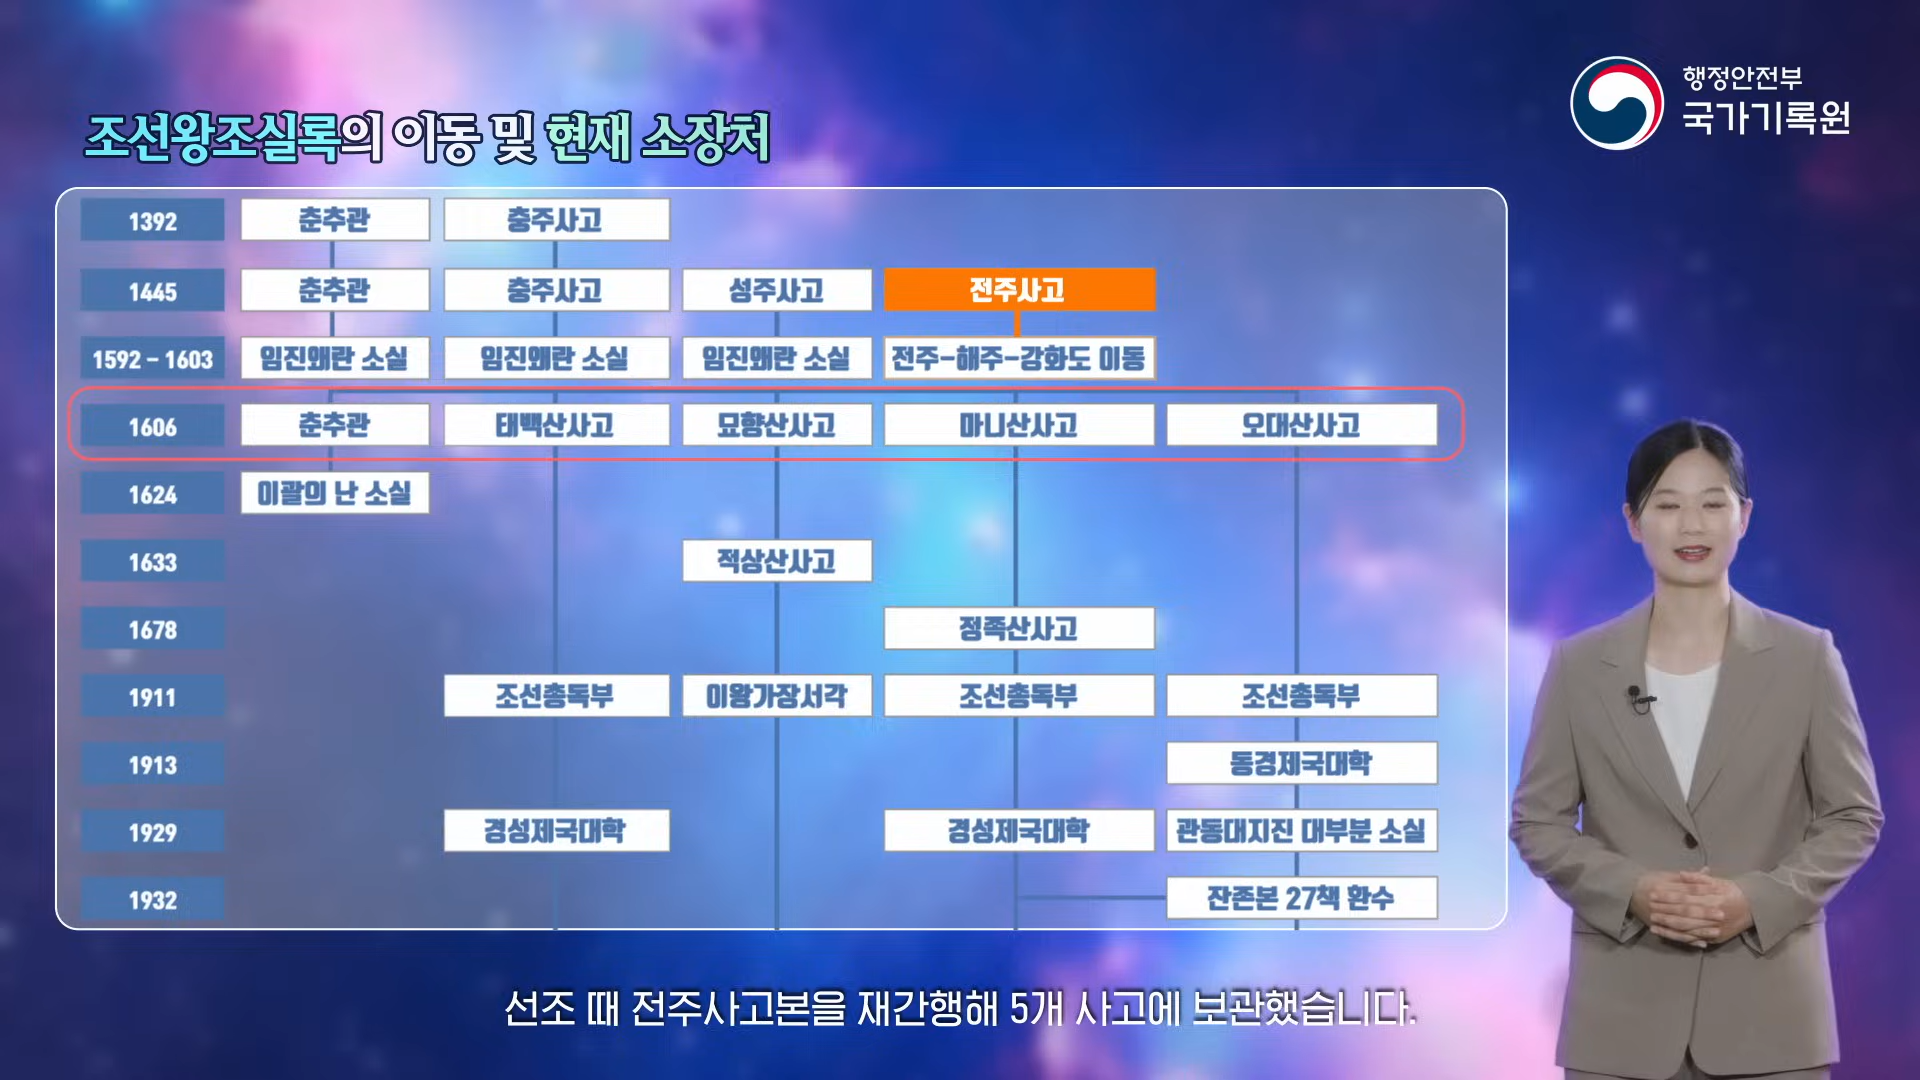 행정안전부
국가기록원
조선왕조실록의 이동 및 현재 소장처
1392 춘추관 충주사고
1445 춘추관 충주사고 성주사고 전주사고
1592 – 1603 임진왜란 소실 임진왜란 소실 임진왜란 소실 전주-해주-강화도 이동
1606 춘추관 태백산사고 묘향산사고 마니산사고 오대산사고
1624 이괄의 난 소실
1633 적상산사고
1678 정족산사고
1911 조선총독부 이왕가장서각 조선총독부 조선총독부
1913 동경제국대학
1929 경성제국대학 경성제국대학 관동대지진 대부분 소실
1932 잔존본 27책 환수
선조 때 전주사고본을 재간행해 5개 사고에 보관했습니다.